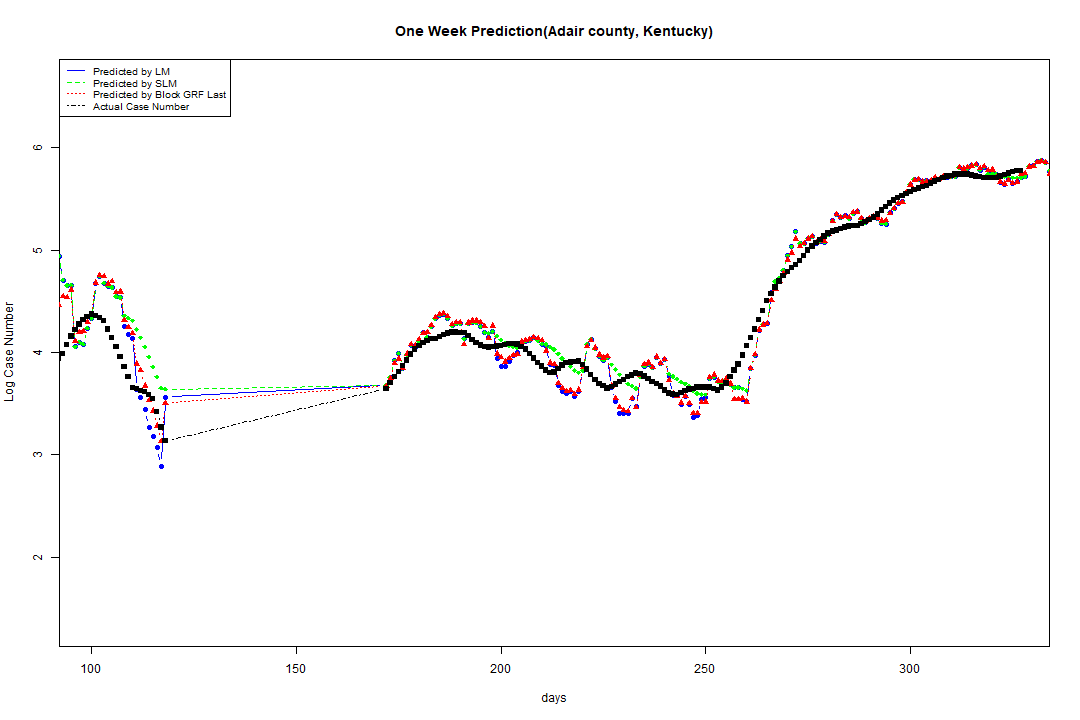 One Week Prediction(Adair county, Kentucky)
Predicted by LM
Predicted by SLM
Predicted by Block GRF Last
Actual Case Number
Log Case Number
6
5
4
3
2
100 150 200 250 300
days